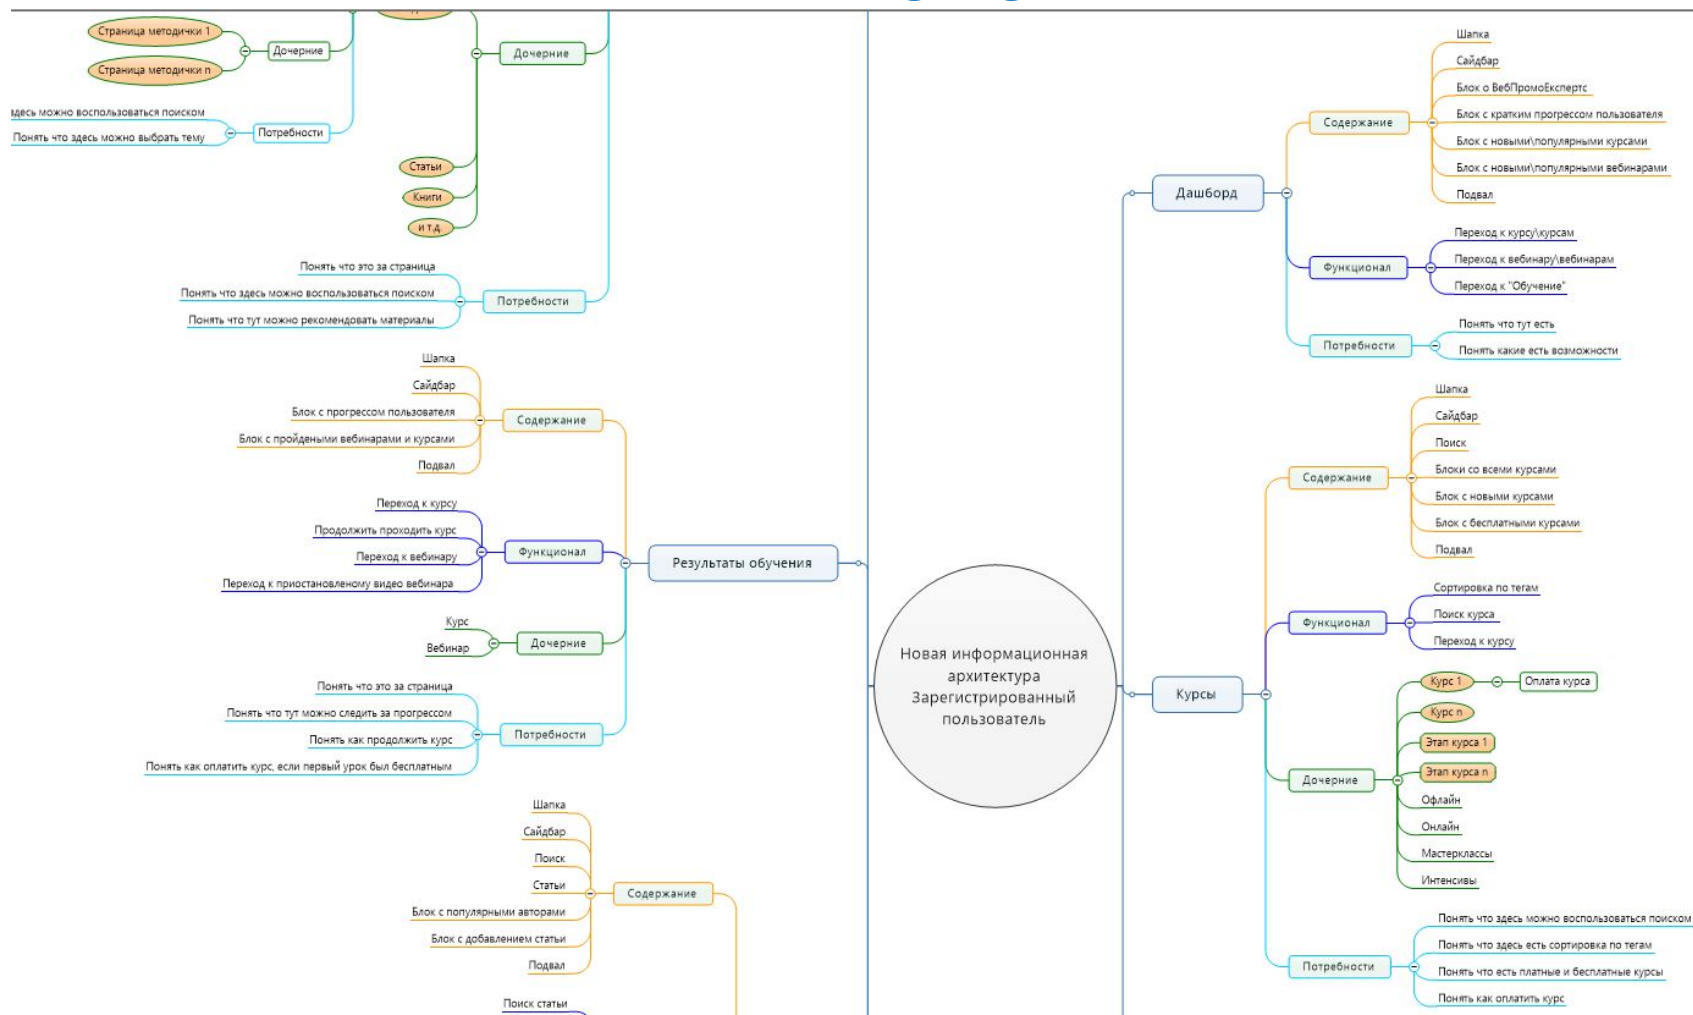 Страница методички 1
Страница методички n
Дочерние
здесь можно воспользоваться поиском
Понять что здесь можно выбрать тему
Потребности
Дочерние
Статьи
Книги
и т.д.
Понять что это за страница
Понять что здесь можно воспользоваться поиском
Понять что тут можно рекомендовать материалы
Потребности
Шапка
Сайдбар
Блок с прогрессом пользователя
Блок с пройдеными вебинарами и курсами
Подвал
Содержание
Переход к курсу
Продолжить проходить курс
Переход к вебинару
Переход к приостановленому видео вебинара
Функционал
Результаты обучения
Курс
Вебинар
Дочерние
Понять что это за страница
Понять что тут можно следить за прогрессом
Понять как продолжить курс
Понять как оплатить курс, если первый урок был бесплатным
Потребности
Шапка
Сайдбар
Поиск
Статьи
Блок с популярными авторами
Блок с добавлением статьи
Подвал
Содержание
Поиск статьи
Новая информационная
архитектура
Зарегистрированный
пользователь
Дашборд
Содержание
Шапка
Сайдбар
Блок о ВебПромоЕкспертс
Блок с кратким прогрессом пользователя
Блок с новыми\популярными курсами
Блок с новыми\популярными вебинарами
Подвал
Функционал
Переход к курсу\курсам
Переход к вебинару\вебинарам
Переход к "Обучение"
Потребности
Понять что тут есть
Понять какие есть возможности
Курсы
Содержание
Шапка
Сайдбар
Поиск
Блоки со всеми курсами
Блок с новыми курсами
Блок с бесплатными курсами
Подвал
Функционал
Сортировка по тегам
Поиск курса
Переход к курсу
Дочерние
Курс 1
Оплата курса
Курс n
Этап курса 1
Этап курса n
Офлайн
Онлайн
Мастерклассы
Интенсивы
Потребности
Понять что здесь можно воспользоваться поиском
Понять что здесь есть сортировка по тегам
Понять что есть платные и бесплатные курсы
Понять как оплатить курс